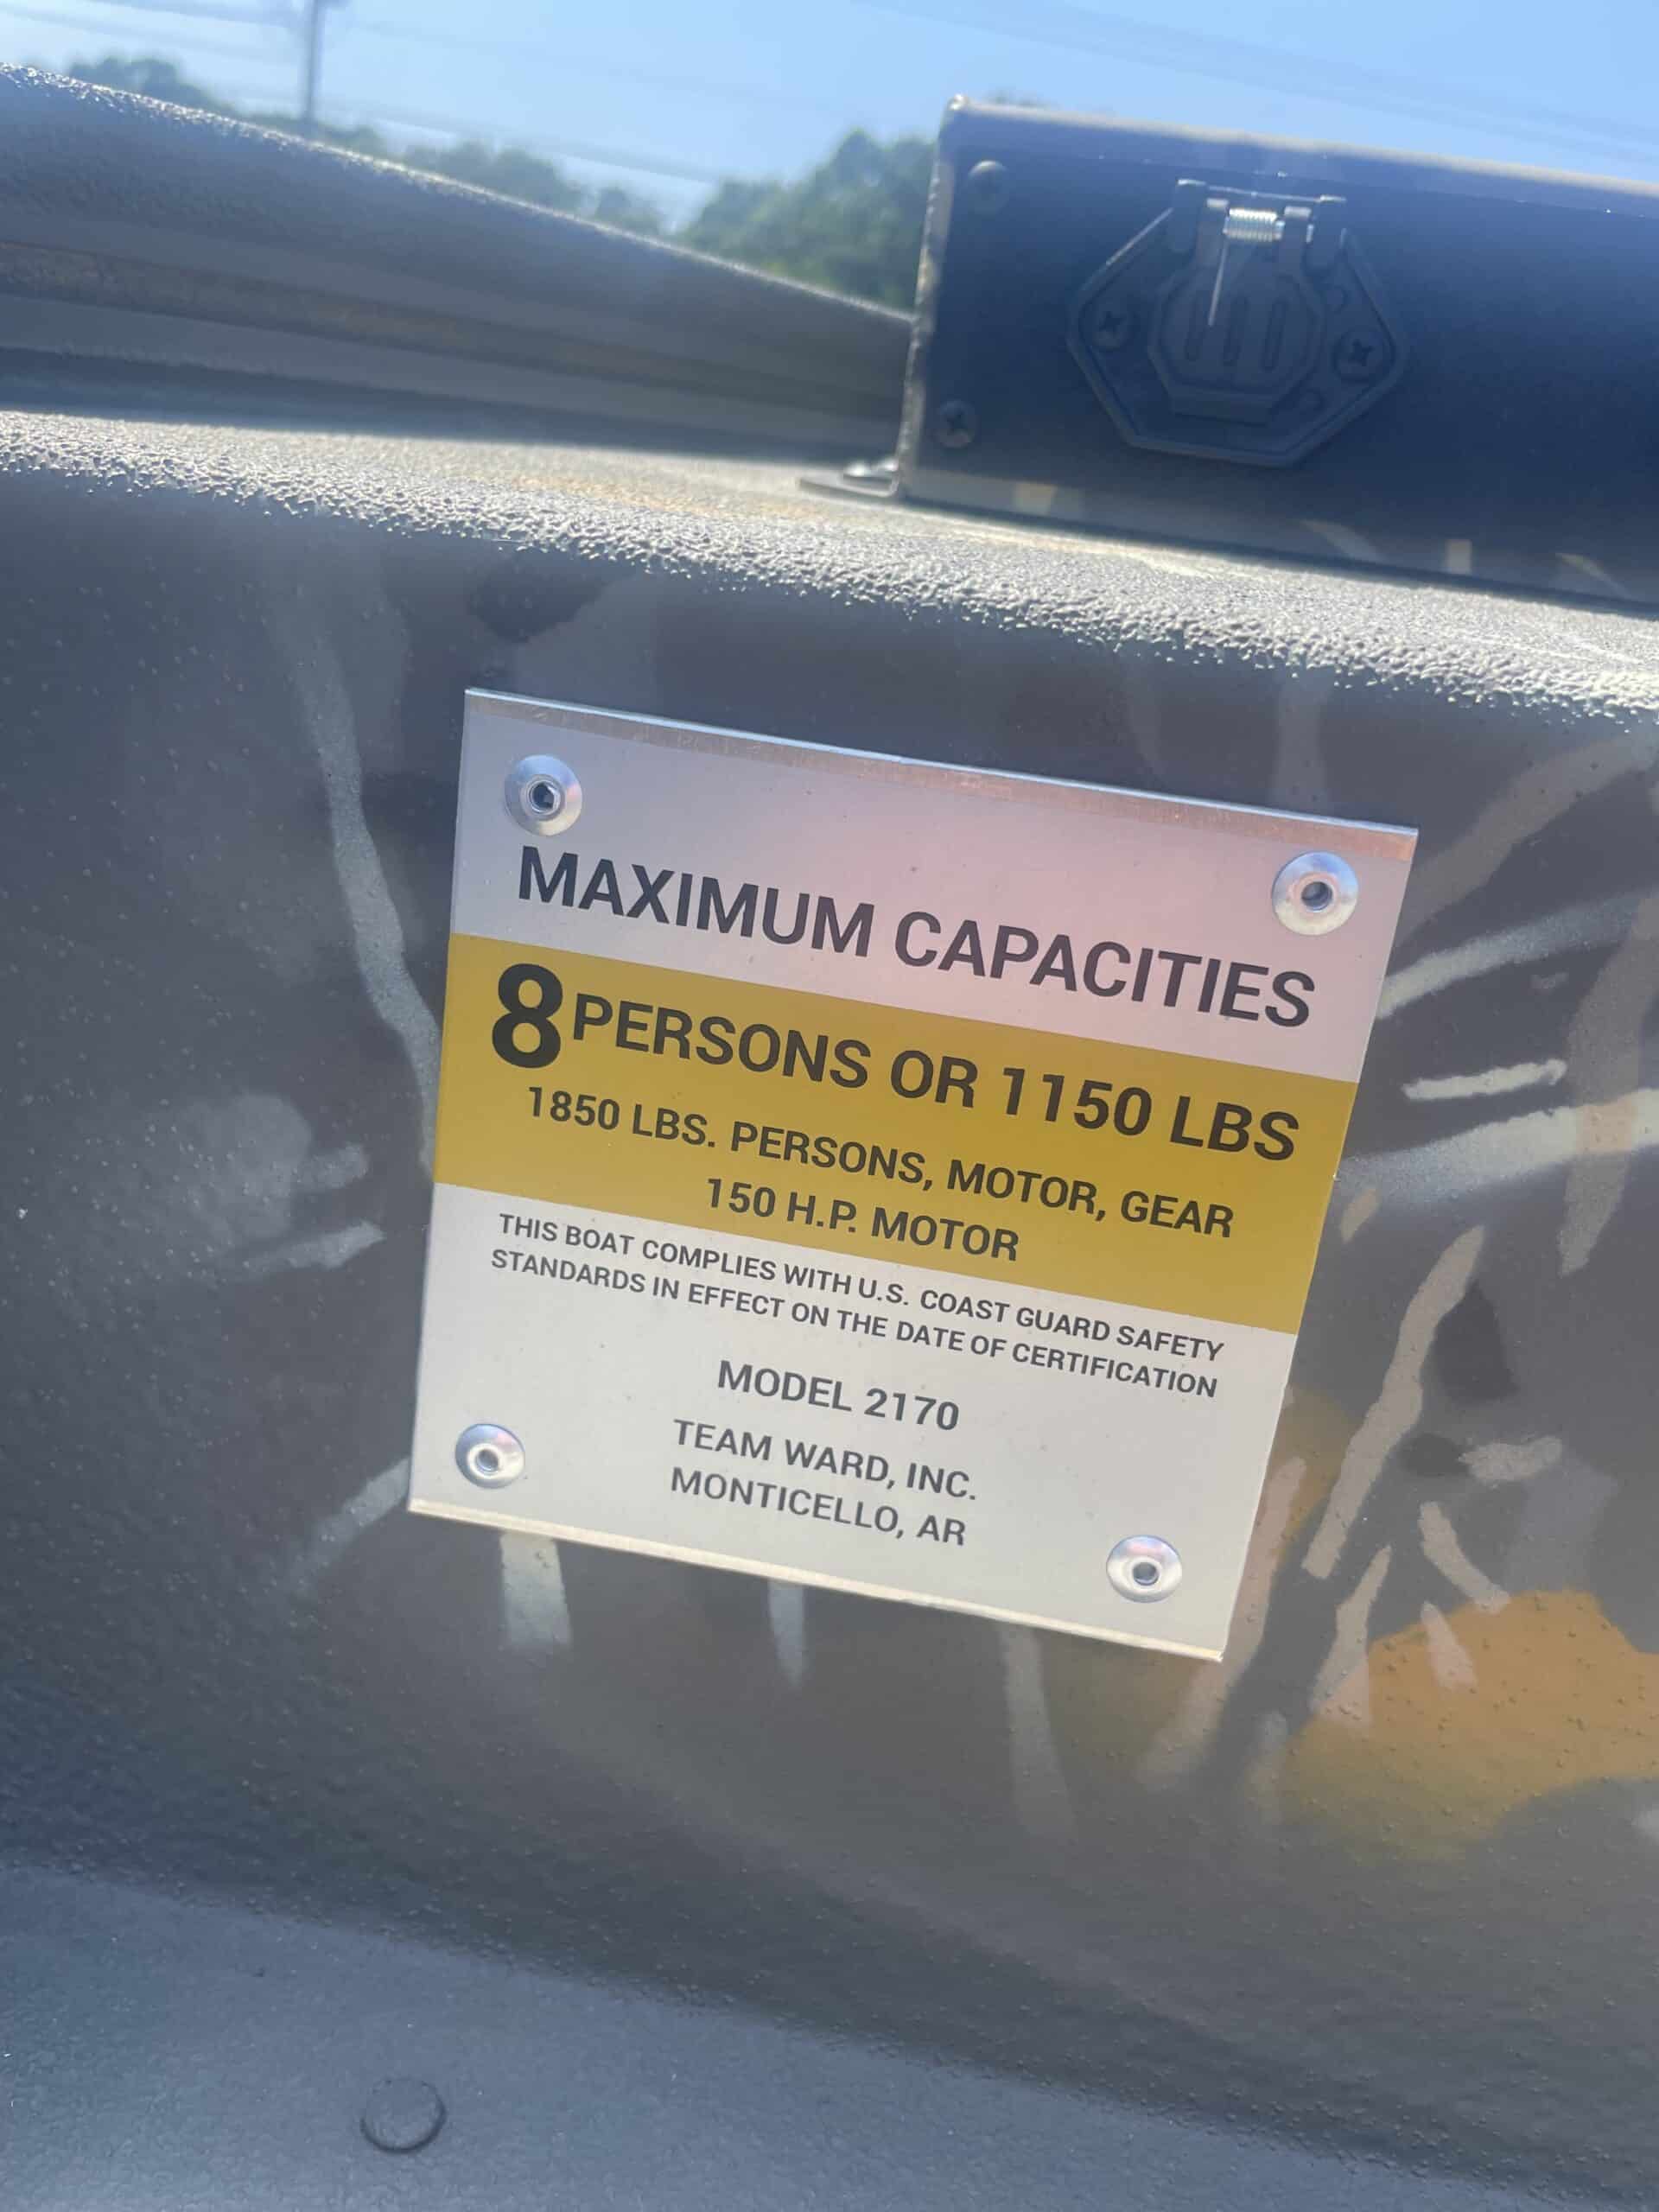 MAXIMUM CAPACITIES
8 PERSONS OR 1150 LBS
1850 LBS. PERSONS, MOTOR, GEAR
150 H.P. MOTOR
THIS BOAT COMPLIES WITH U.S. COAST GUARD SAFETY
STANDARDS IN EFFECT ON THE DATE OF CERTIFICATION
MODEL 2170
TEAM WARD, INC.
MONTICELLO, AR